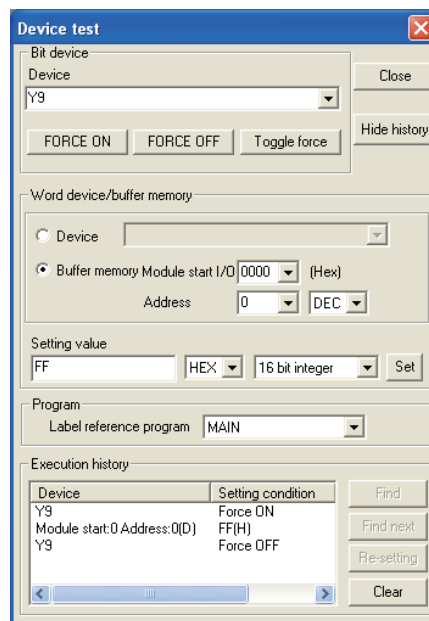 Device test
Bit device
Device
Close
Y9
Hide history
FORCE ON FORCE OFF Toggle force
Word device/buffer memory
Device
Buffer memory Module start I/O 0000 (Hex)
Address 0 DEC
Setting value
FF HEX 16 bit integer Set
Program
Label reference program MAIN
Execution history
Device Setting condition Find
Y9 Force ON
Module start:0 Address:0(D) FF(H) Find next
Y9 Force OFF
Re-setting
Clear